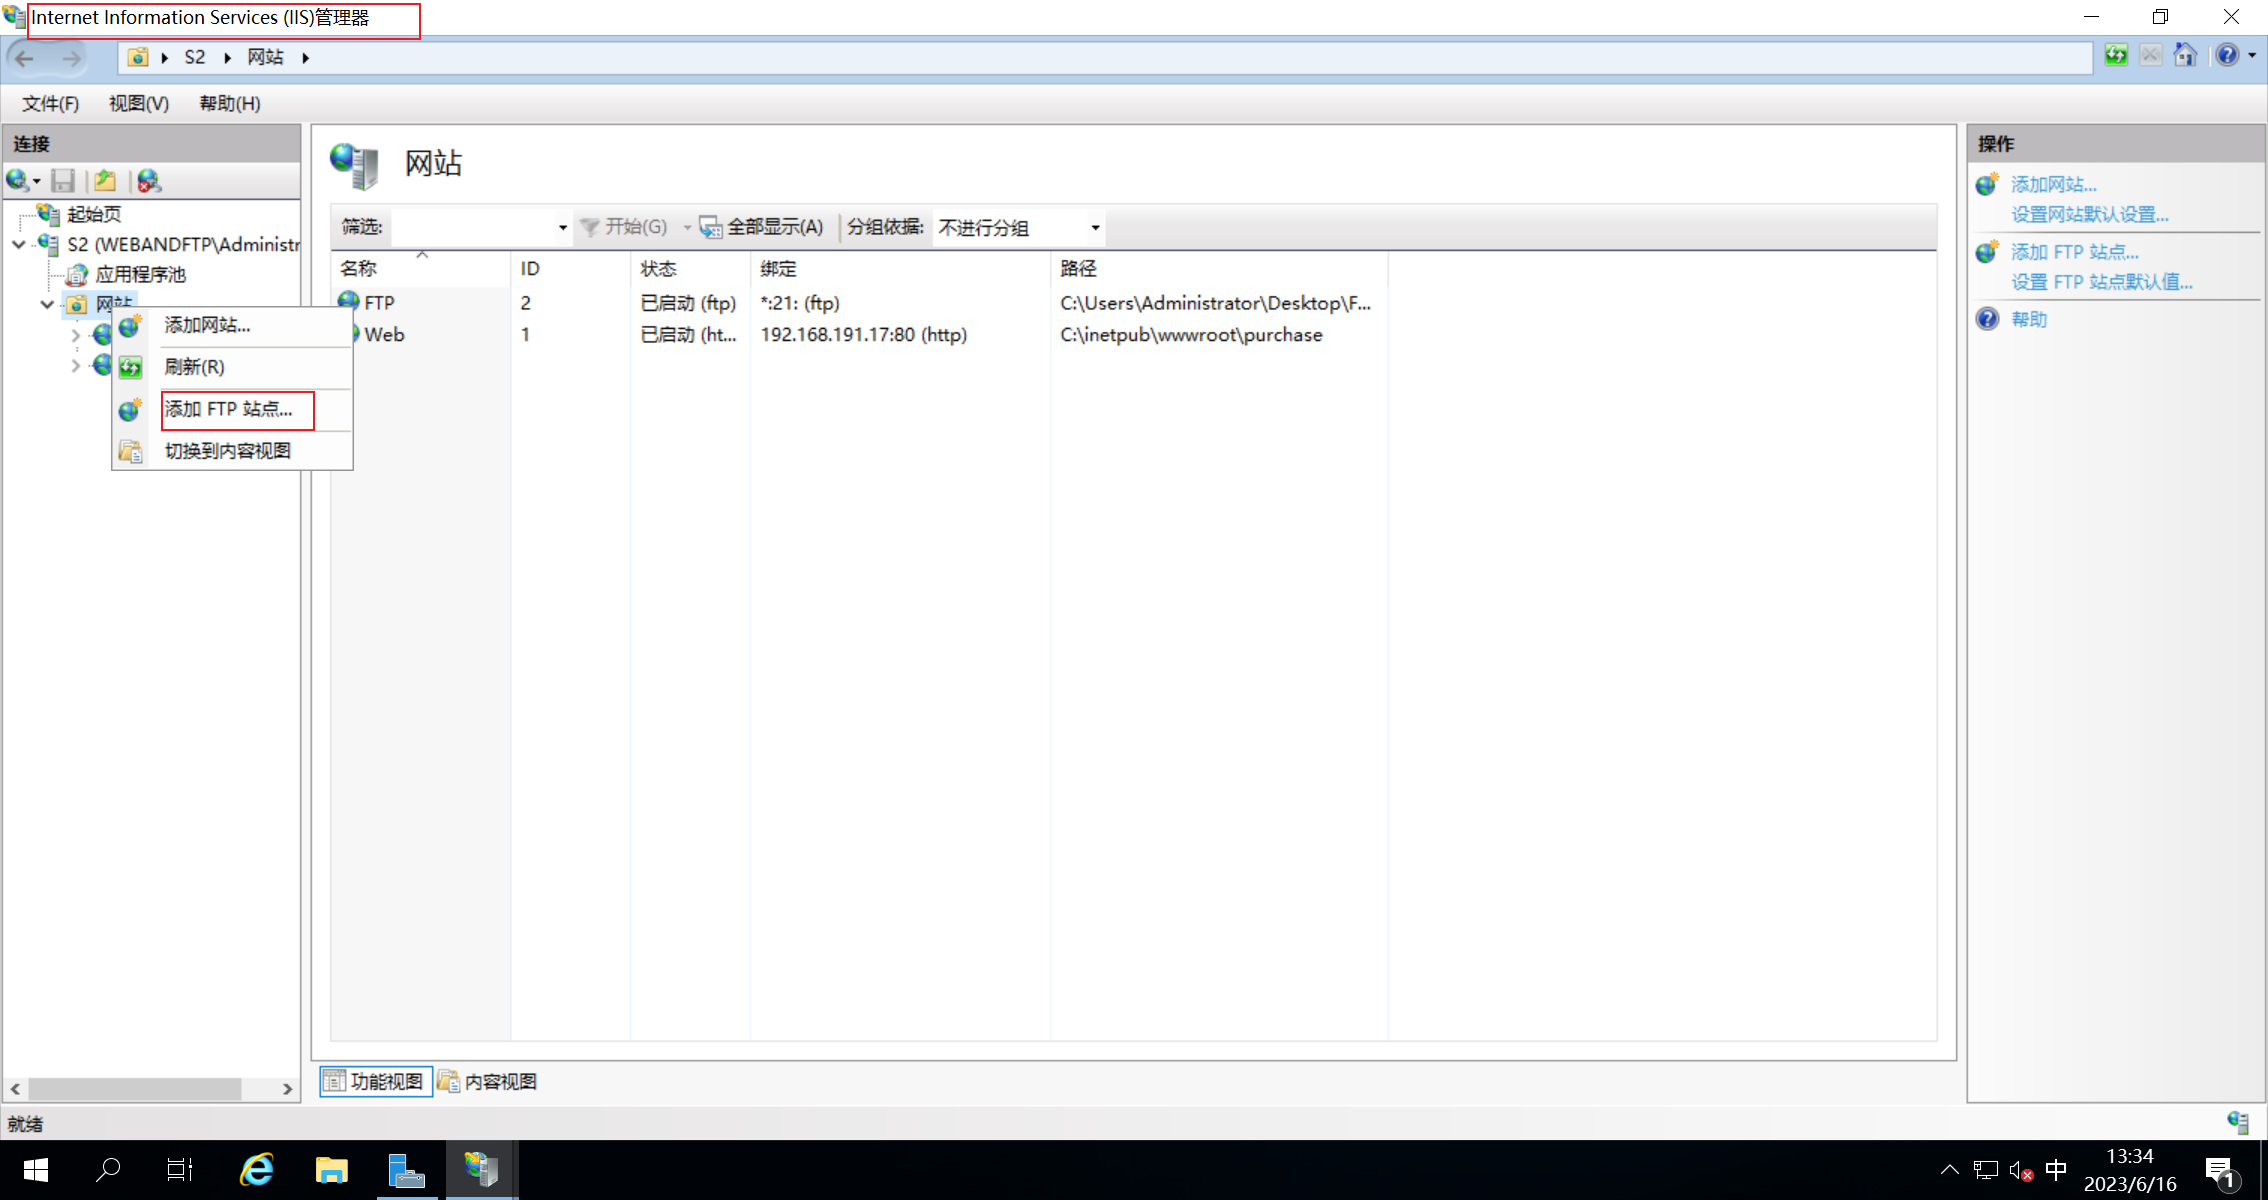 Internet Information Services (IIS)管理器
S2
网站
文件(F)
视图(V)
帮助(H)
连接
起始页
S2 (WEBANDFTP\Administr
应用程序池
网站
添加网站...
刷新(R)
添加 FTP 站点...
切换到内容视图
网站
筛选:
开始(G)
全部显示(A)
分组依据:
不进行分组
名称
ID
状态
绑定
路径
FTP
2
已启动 (ftp)
*:21: (ftp)
C:\Users\Administrator\Desktop\F...
Web
1
已启动 (ht...
192.168.191.17:80 (http)
C:\inetpub\wwwroot\purchase
功能视图
内容视图
操作
添加网站...
设置网站默认设置...
添加 FTP 站点...
设置 FTP 站点默认值...
帮助
就绪
中
13:34
2023/6/16
1